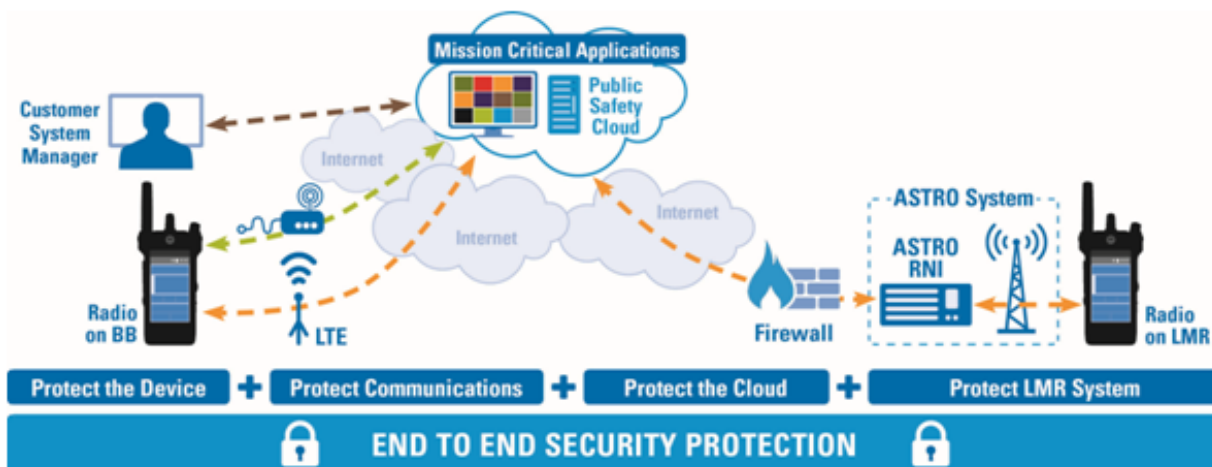 Mission Critical Applications
Public
Safety
Cloud
Customer
System
Manager
Internet
Internet
Internet
Radio
on BB
LTE
Firewall
ASTRO System
ASTRO
RNI
Radio
on LMR
Protect the Device + Protect Communications + Protect the Cloud + Protect LMR System
END TO END SECURITY PROTECTION